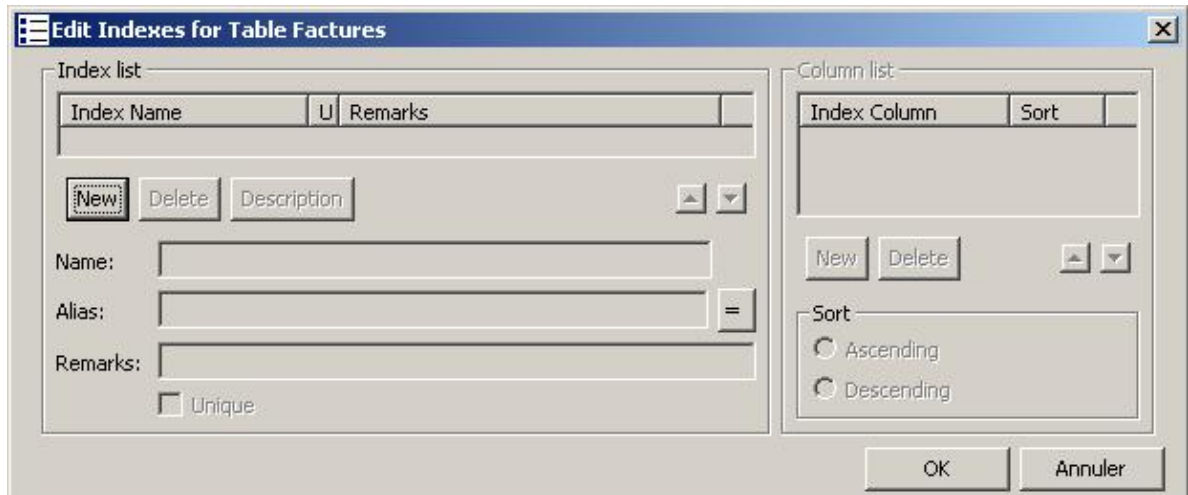 Edit Indexes for Table Factures
Index list
Index Name U Remarks
New Delete Description
Name:
Alias: =
Remarks:
Unique
Column list
Index Column Sort
New Delete
Sort
Ascending
Descending
OK Annuler